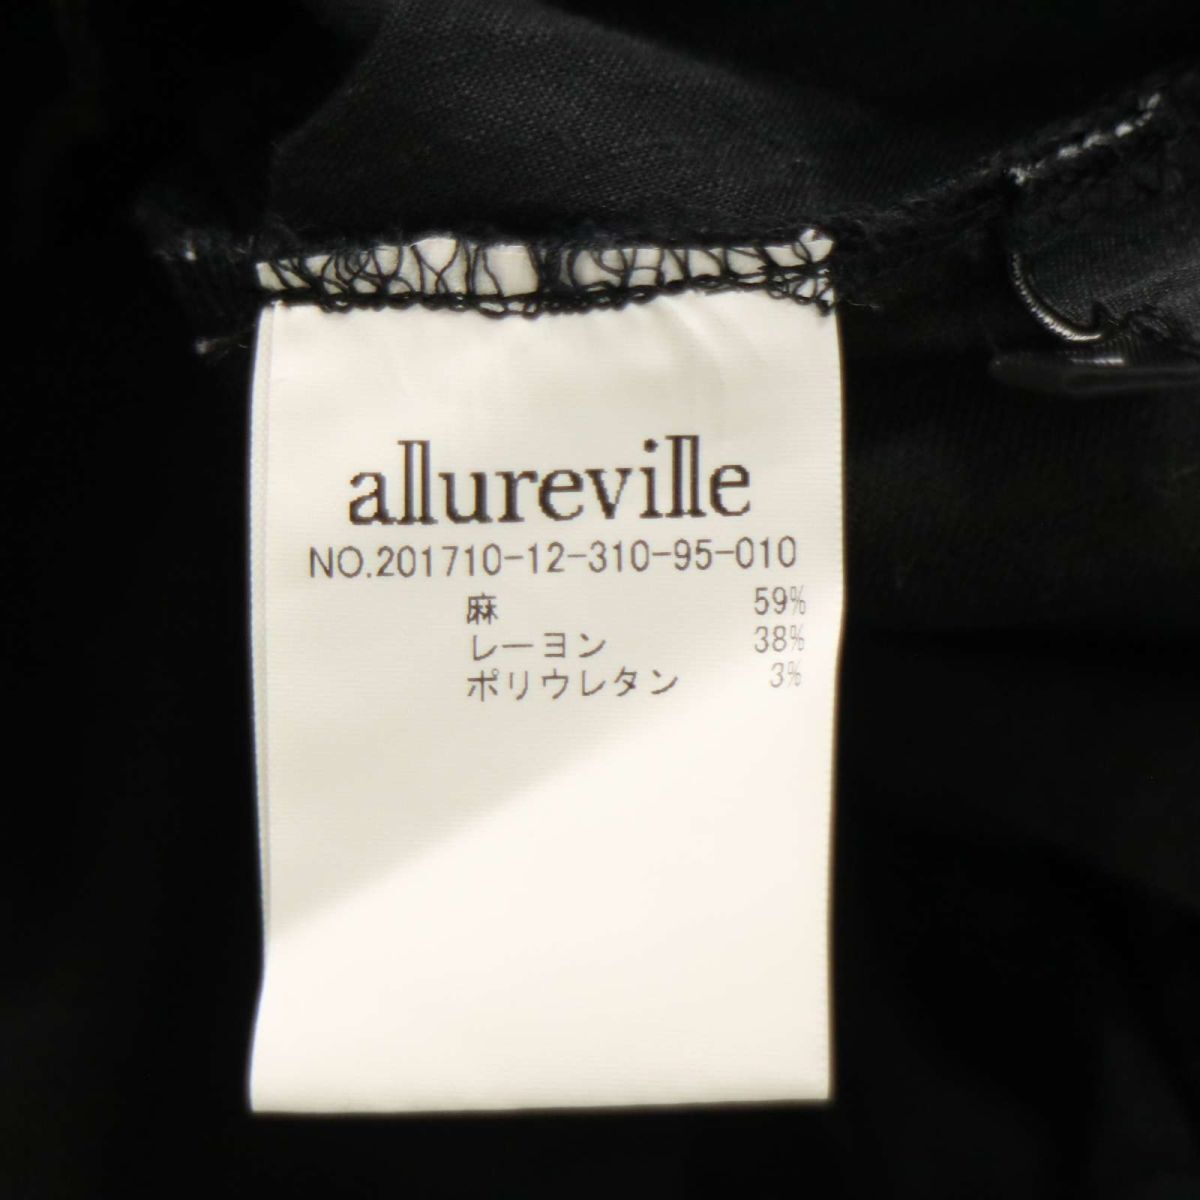 allureville
NO.201710-12-310-95-010
麻 59%
レーヨン 38%
ポリウレタン 3%